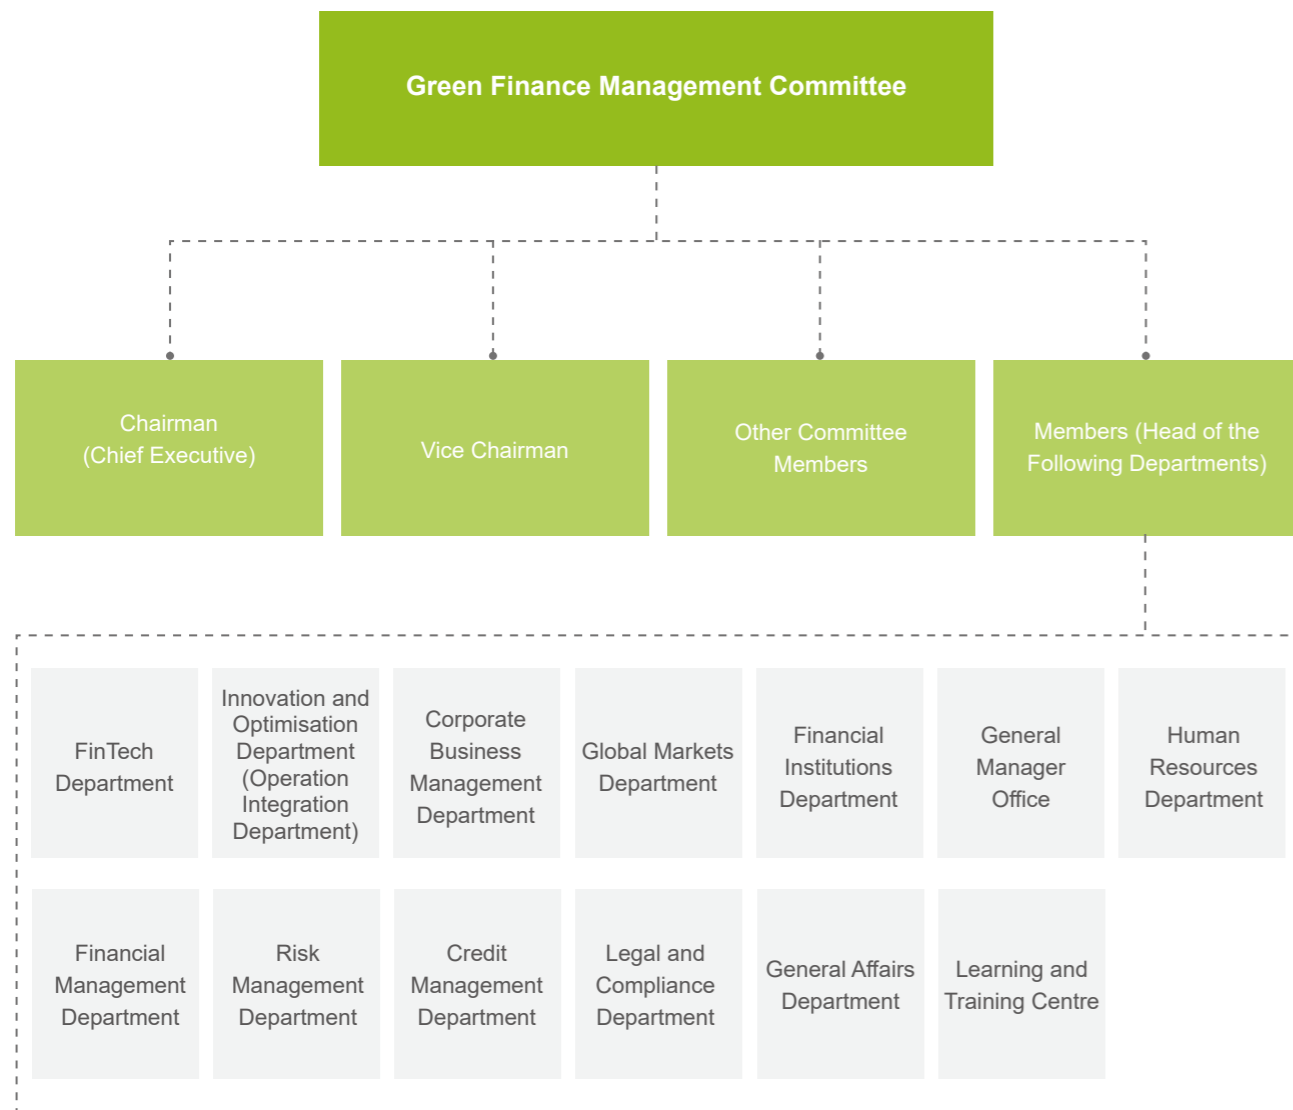 Green Finance Management Committee
Chairman
(Chief Executive)
Vice Chairman
Other Committee
Members
Members (Head of the
Following Departments)
FinTech
Department
Innovation and
Optimisation
Department
(Operation
Integration
Department)
Corporate
Business
Management
Department
Global Markets
Department
Financial
Institutions
Department
General
Manager
Office
Human
Resources
Department
Financial
Management
Department
Risk
Management
Department
Credit
Management
Department
Legal and
Compliance
Department
General Affairs
Department
Learning and
Training Centre